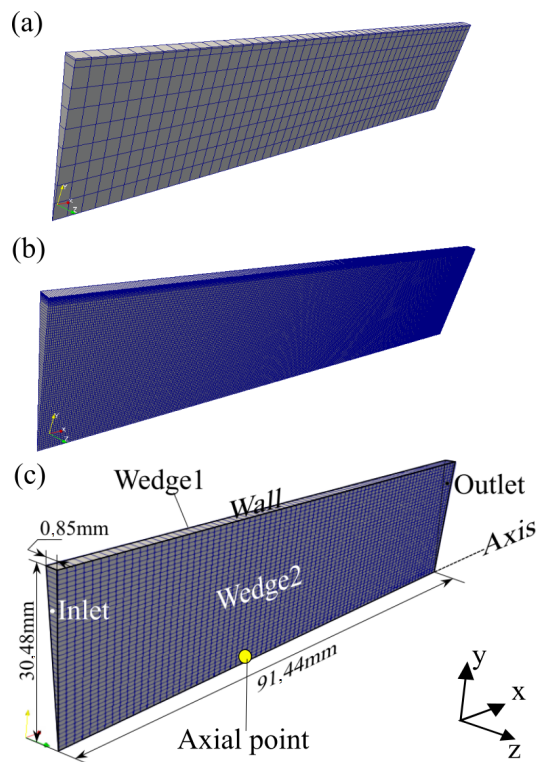 (a)
Y
X
Z
(b)
Y
X
Z
(c)
Wedge1
Wall
Outlet
0,85mm
Axis
Inlet
Wedge2
30,48mm
91,44mm
Axial point
y
x
z